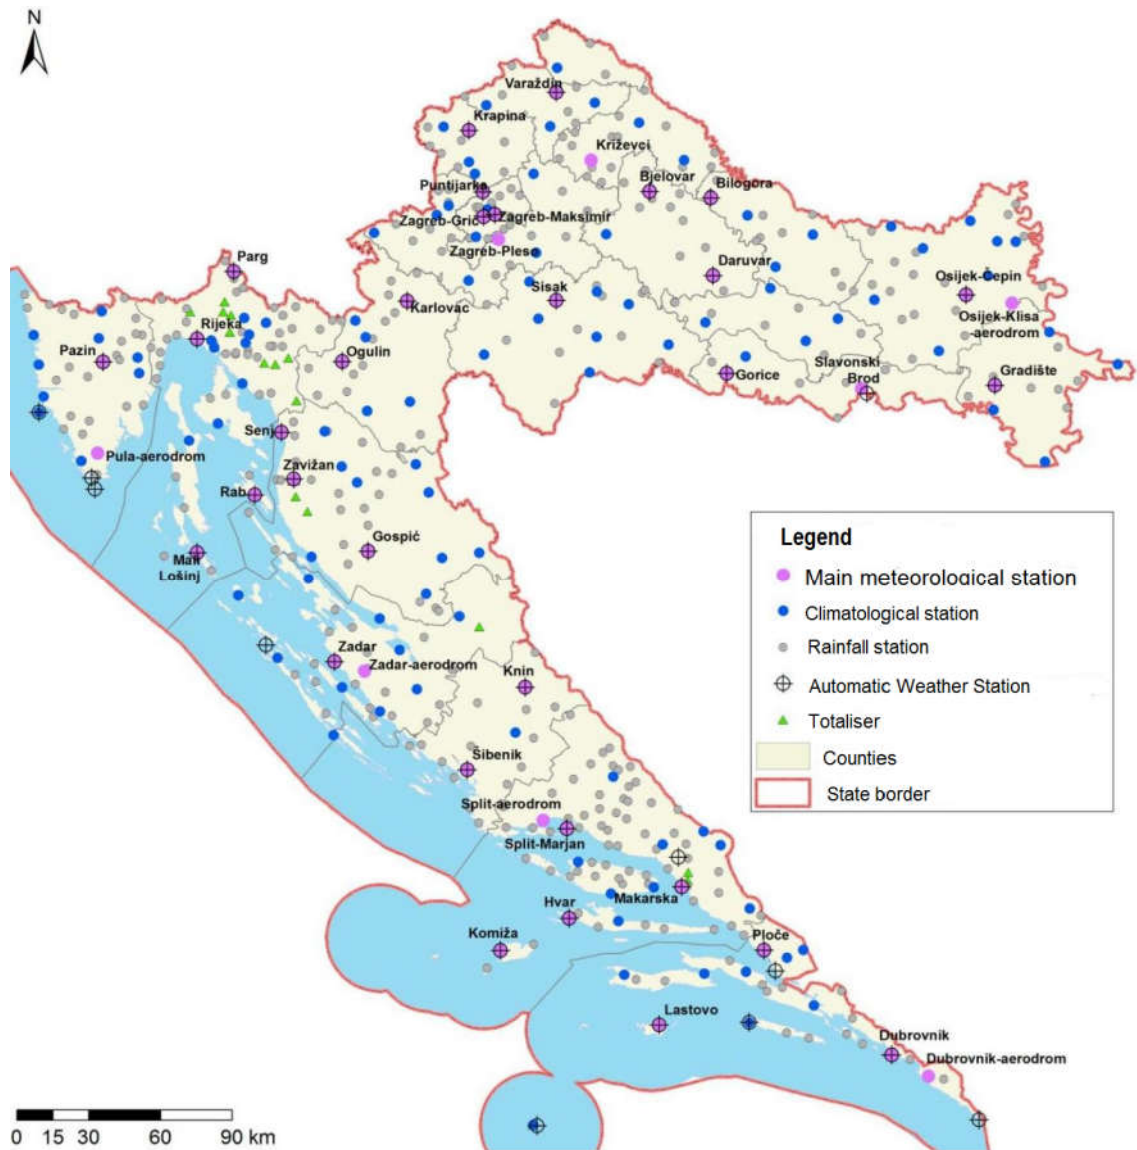 N
Varaždin
Krapina
Križevci
Puntijarka
Bjelovar
Bilogora
Zagreb-Grič
Zagreb-Maksimir
Zagreb-Pleso
Parg
Daruvar
Osijek-Čepin
Karlovac
Sisak
Rijeka
Osijek-Klisa
-aerodrom
Pazin
Ogulin
Slavonski
Brod
Gorice
Gradište
Senj
Pula-aerodrom
Zavižan
Rab
Gospić
Mali
Lošinj
Legend
Main meteorological station
Climatological station
Rainfall station
Automatic Weather Station
Totaliser
Counties
State border
Zadar
Zadar-aerodrom
Knin
Šibenik
Split-aerodrom
Split-Marjan
Makarska
Hvar
Komiža
Ploče
Lastovo
Dubrovnik
Dubrovnik-aerodrom
0 15 30 60 90 km